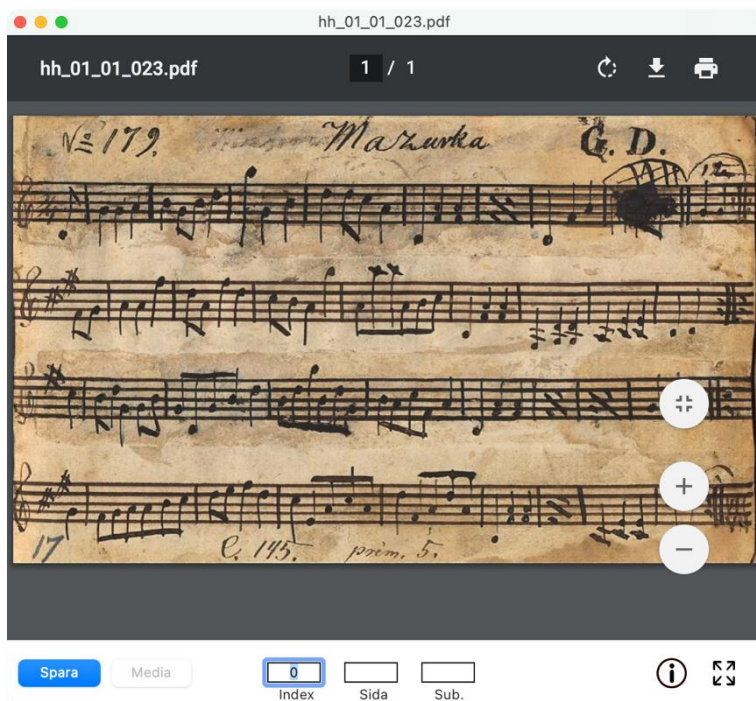 hh_01_01_023.pdf
hh_01_01_023.pdf
1 / 1
№ 179. Mazurka G. D.
17 C. 145. prim. 5.
Spara Media 0
Index Sida Sub.